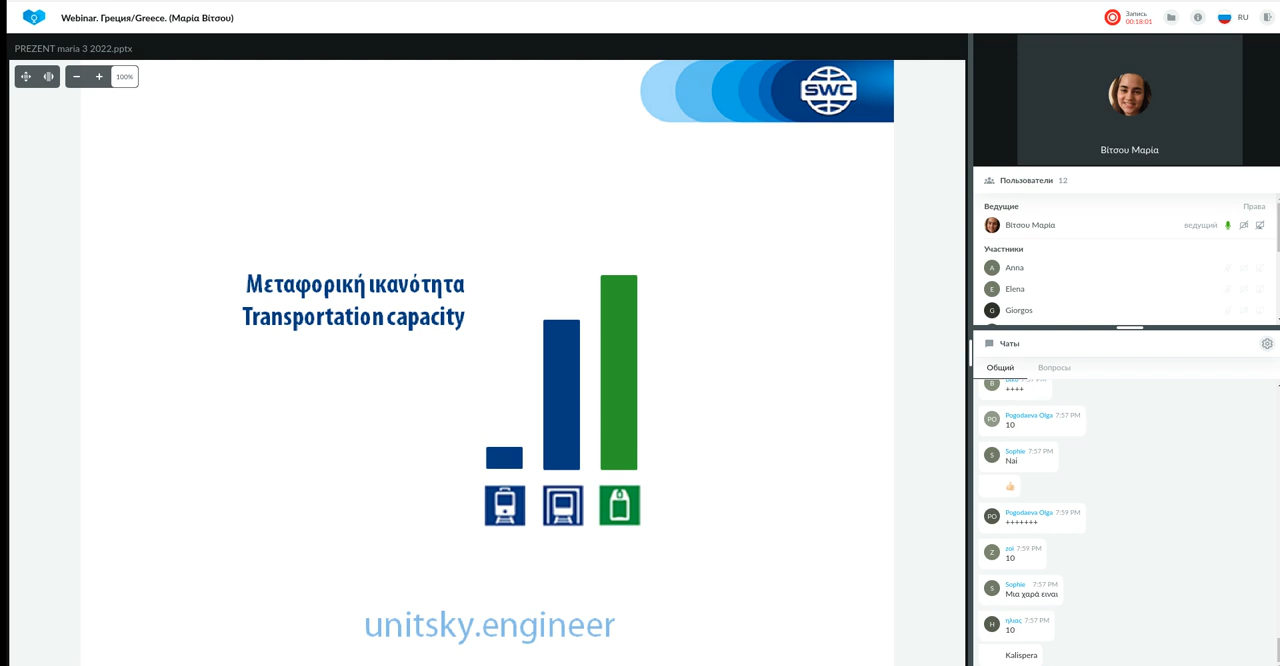 Webinar. Греция/Greece. (Μαρία Βίτσου)
Запись
00:18:01
RU
PREZENT maria 3 2022.pptx
100%
SWC
Μεταφορική ικανότητα
Transportation capacity
unitsky.engineer
Βίτσου Μαρία
Пользователи 12
Ведущие Права
Βίτσου Μαρία ведущий
Участники
A Anna
E Elena
G Giorgos
Чаты
Общий Вопросы
B
++++
PO Pogodaeva Olga 7:57 PM
10
S Sophie 7:57 PM
Nai
PO Pogodaeva Olga 7:59 PM
+++++++
Z zoi 7:59 PM
10
S Sophie 7:57 PM
Μια χαρά ειναι
H ηλιας 7:57 PM
10
Kalispera